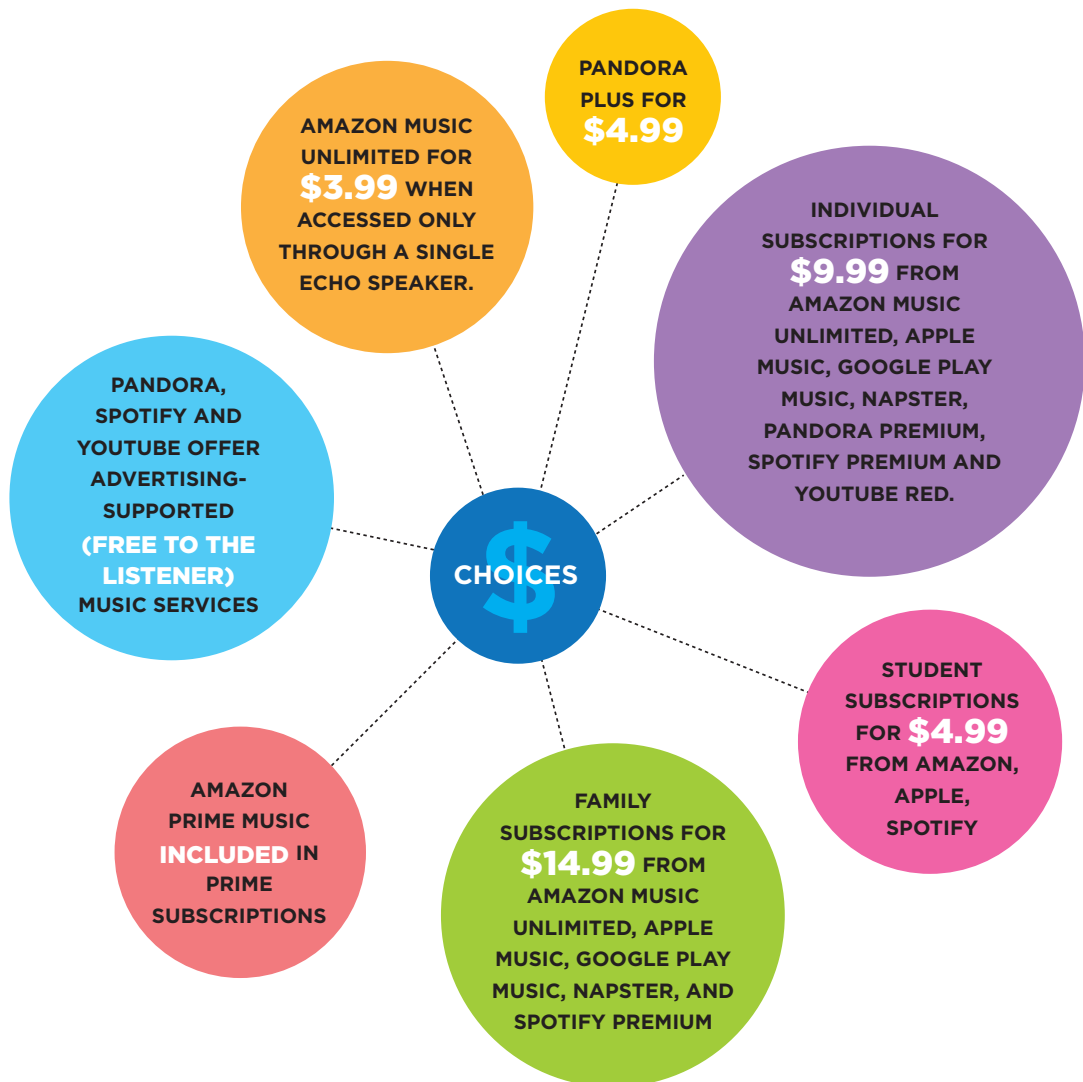 PANDORA
PLUS FOR
$4.99
AMAZON MUSIC
UNLIMITED FOR
$3.99 WHEN
ACCESSED ONLY
THROUGH A SINGLE
ECHO SPEAKER.
INDIVIDUAL
SUBSCRIPTIONS FOR
$9.99 FROM
AMAZON MUSIC
UNLIMITED, APPLE
MUSIC, GOOGLE PLAY
MUSIC, NAPSTER,
PANDORA PREMIUM,
SPOTIFY PREMIUM AND
YOUTUBE RED.
PANDORA,
SPOTIFY AND
YOUTUBE OFFER
ADVERTISING-
SUPPORTED
(FREE TO THE
LISTENER)
MUSIC SERVICES
$
CHOICES
STUDENT
SUBSCRIPTIONS
FOR $4.99
FROM AMAZON,
APPLE,
SPOTIFY
AMAZON
PRIME MUSIC
INCLUDED IN
PRIME
SUBSCRIPTIONS
FAMILY
SUBSCRIPTIONS FOR
$14.99 FROM
AMAZON MUSIC
UNLIMITED, APPLE
MUSIC, GOOGLE PLAY
MUSIC, NAPSTER, AND
SPOTIFY PREMIUM